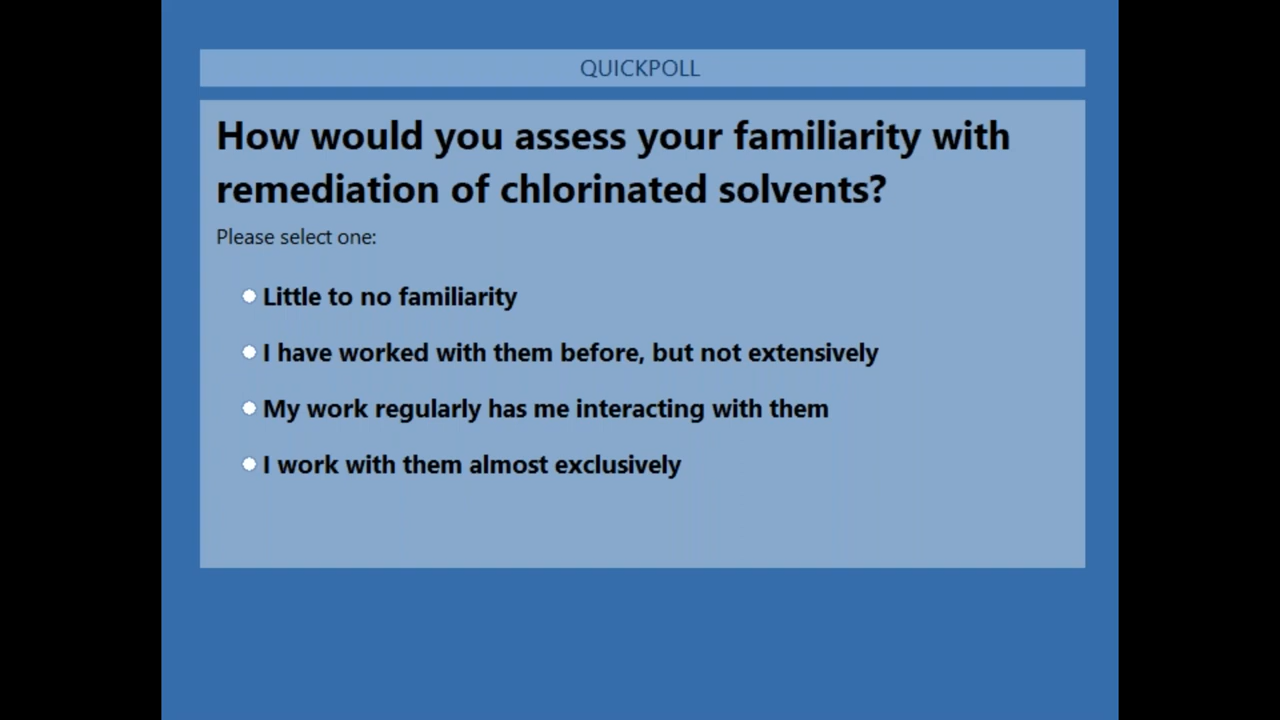 QUICKPOLL
How would you assess your familiarity with
remediation of chlorinated solvents?
Please select one:
Little to no familiarity
I have worked with them before, but not extensively
My work regularly has me interacting with them
I work with them almost exclusively